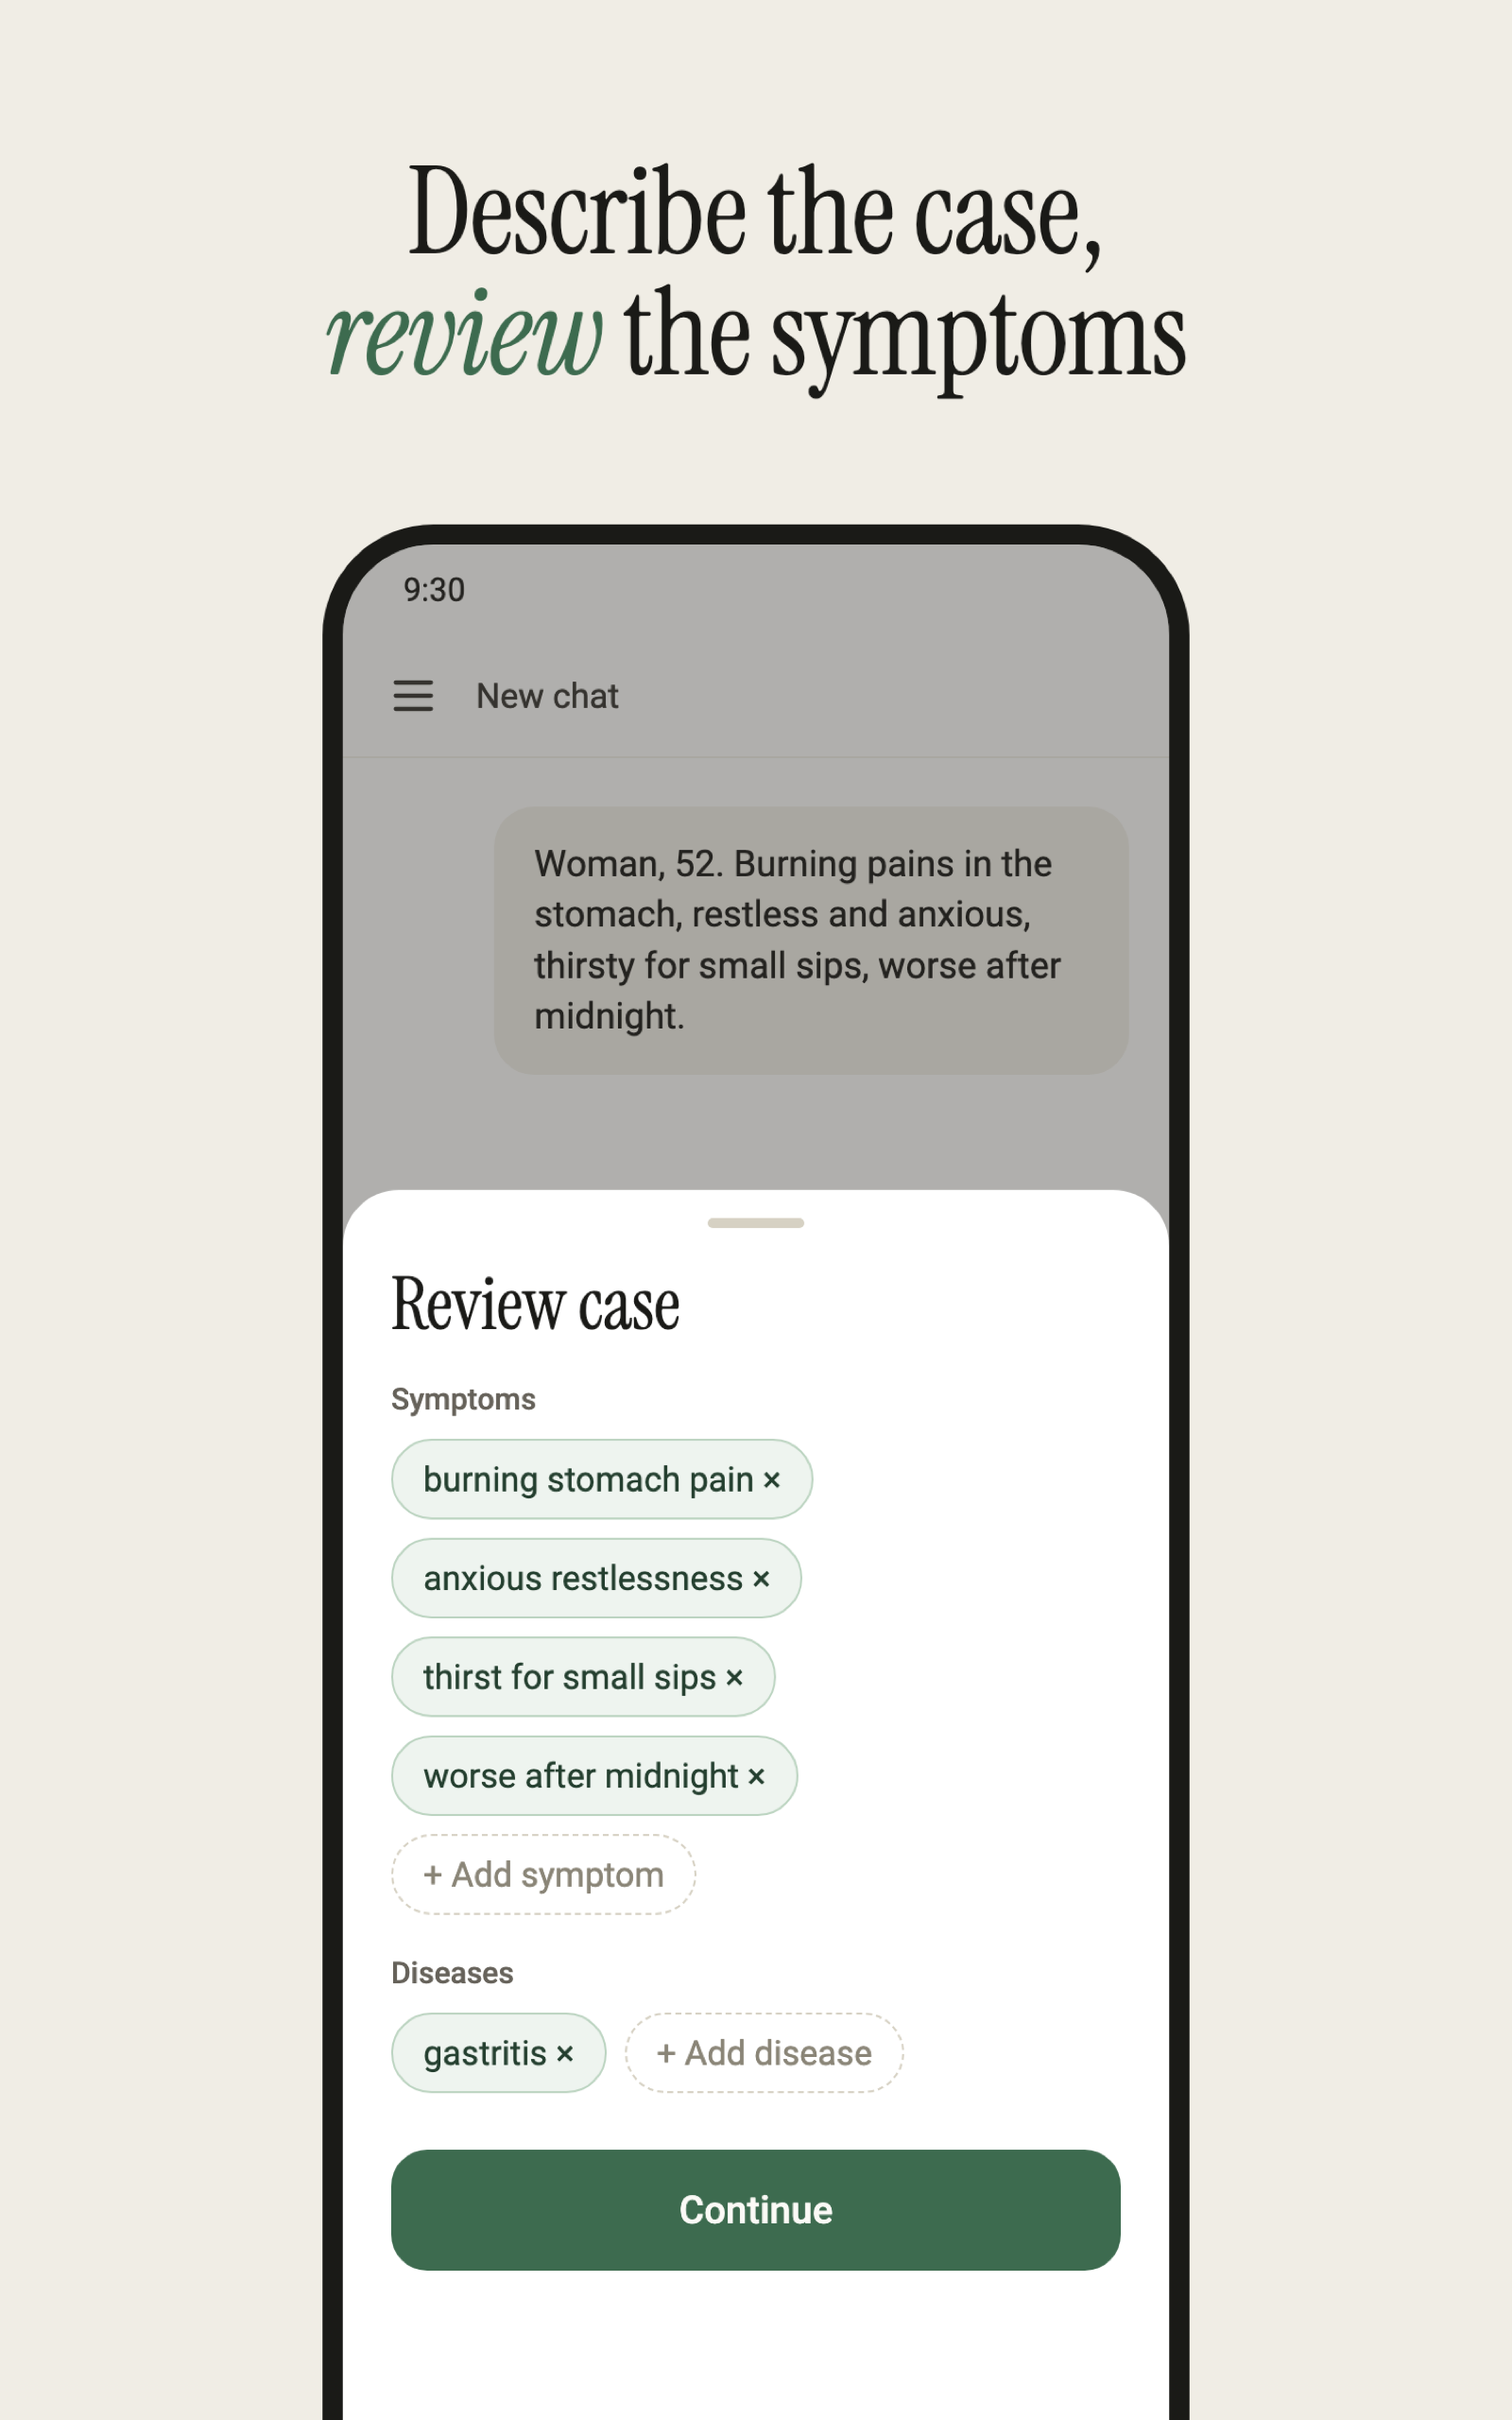 Describe the case,
review the symptoms
9:30
New chat
Woman, 52. Burning pains in the
stomach, restless and anxious,
thirsty for small sips, worse after
midnight.
Review case
Symptoms
burning stomach pain ×
anxious restlessness ×
thirst for small sips ×
worse after midnight ×
+ Add symptom
Diseases
gastritis × + Add disease
Continue